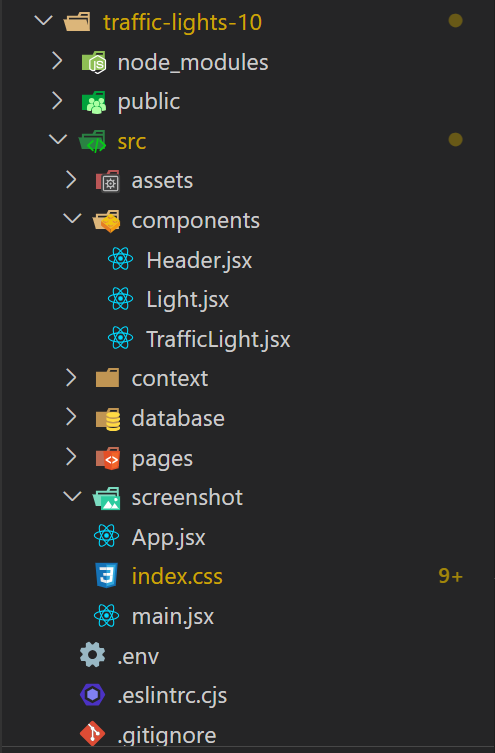 traffic-lights-10
node_modules
public
src
assets
components
Header.jsx
Light.jsx
TrafficLight.jsx
context
database
pages
screenshot
App.jsx
index.css 9+
main.jsx
.env
.eslintrc.cjs
.gitignore